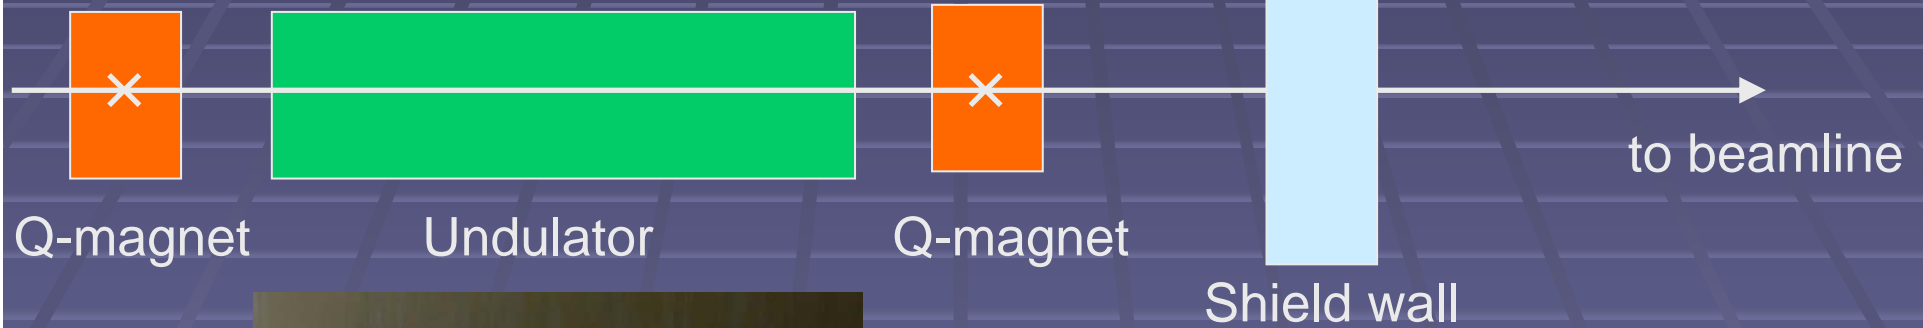 to beamline
Q-magnet
Undulator
Q-magnet
Shield wall